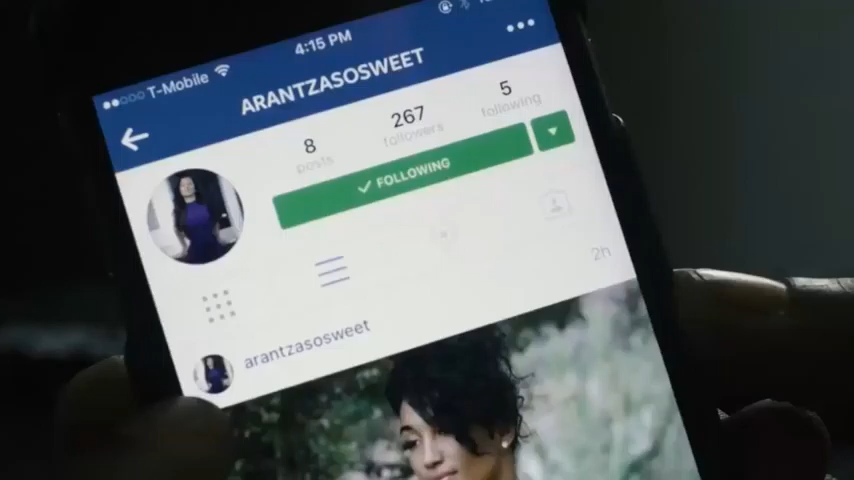 T-Mobile 4:15 PM
ARANTZASOSWEET
8 267 5
posts followers following
FOLLOWING
2h
arantzasosweet